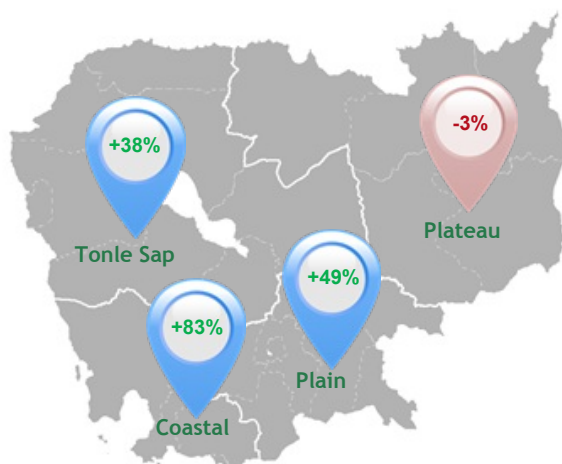 -3%
Plateau
+38%
Tonle Sap
+49%
Plain
+83%
Coastal